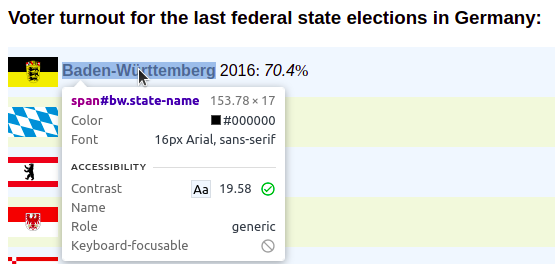 Voter turnout for the last federal state elections in Germany:
Baden-Württemberg 2016: 70.4%
span#bw.state-name 153.78 × 17
Color #000000
Font 16px Arial, sans-serif
ACCESSIBILITY
Contrast Aa 19.58
Name
Role generic
Keyboard-focusable